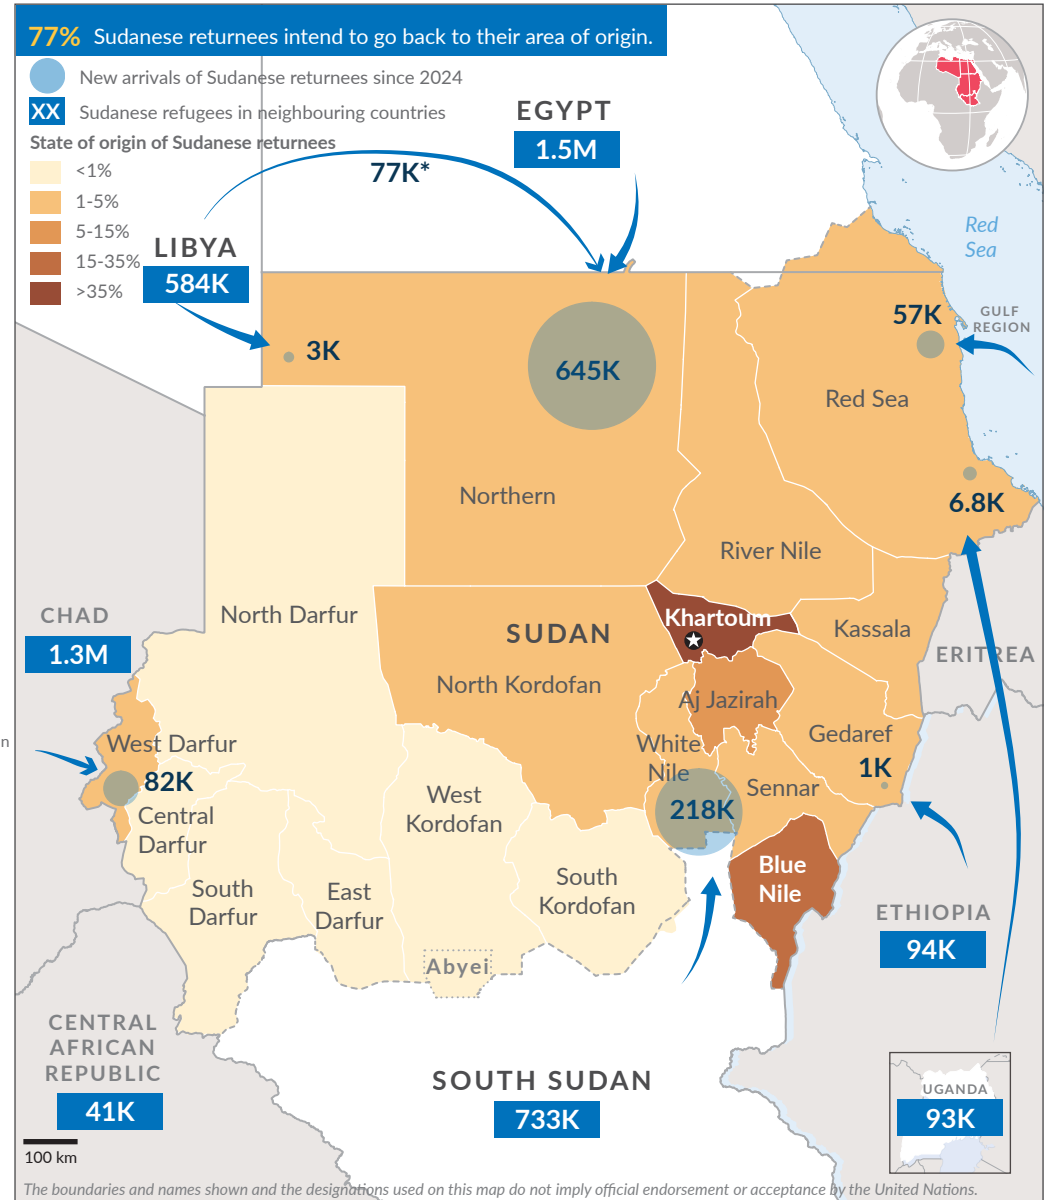 77% Sudanese returnees intend to go back to their area of origin.
New arrivals of Sudanese returnees since 2024
XX Sudanese refugees in neighbouring countries
State of origin of Sudanese returnees
<1%
1-5%
5-15%
15-35%
>35%
EGYPT
1.5M
77K*
LIBYA
584K
Red
Sea
GULF
REGION
57K
3K
645K
Red Sea
6.8K
Northern
River Nile
CHAD
1.3M
North Darfur
SUDAN
Khartoum
Kassala
ERITREA
North Kordofan
Aj Jazirah
n
West Darfur
White
Nile
Gedaref
1K
82K
Sennar
218K
Central
Darfur
West
Kordofan
South
Darfur
East
Darfur
South
Kordofan
Blue
Nile
ETHIOPIA
94K
Abyei
CENTRAL
AFRICAN
REPUBLIC
41K
SOUTH SUDAN
733K
UGANDA
93K
100 km
The boundaries and names shown and the designations used on this map do not imply official endorsement or acceptance by the United Nations.